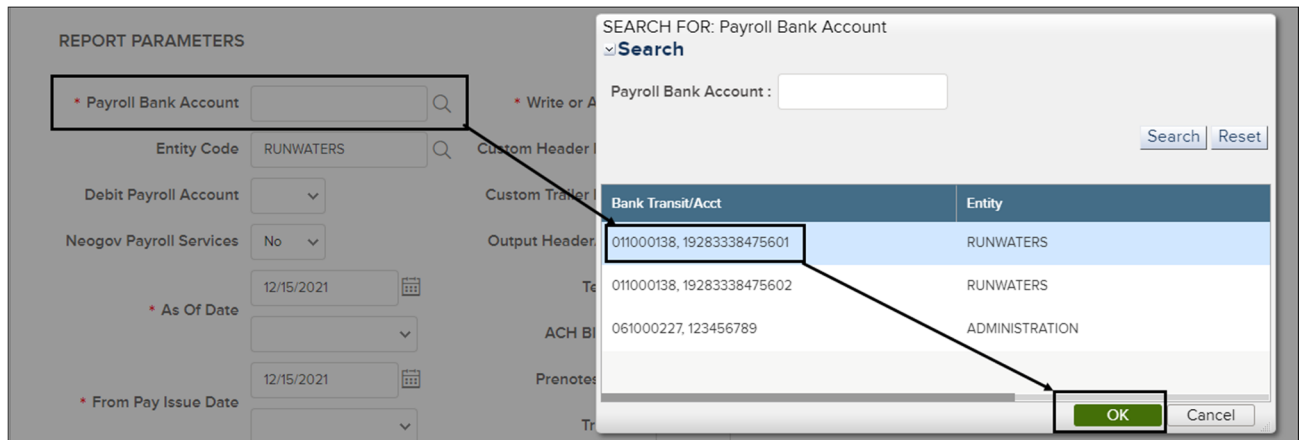 REPORT PARAMETERS
* Payroll Bank Account
Entity Code RUNWATERS
Debit Payroll Account
Neogov Payroll Services No
12/15/2021
* As Of Date
12/15/2021
* From Pay Issue Date
* Write or
Custom Header
Custom Trailer
Output Header
ACH
Prenotes
SEARCH FOR: Payroll Bank Account
Search
Payroll Bank Account :
Search Reset
Bank Transit/Acct Entity
011000138, 19283338475601 RUNWATERS
011000138, 19283338475602 RUNWATERS
061000227, 123456789 ADMINISTRATION
OK Cancel